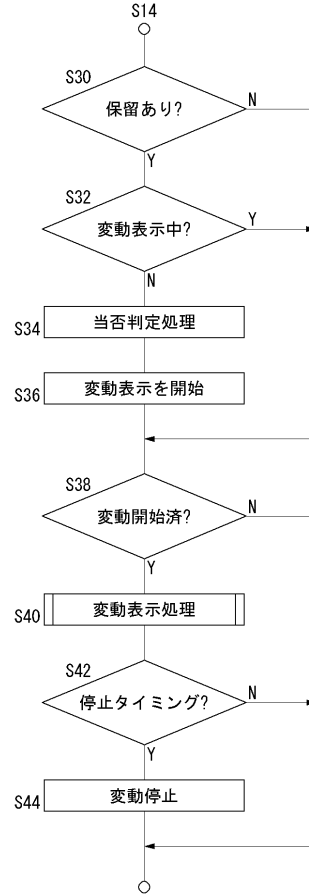 S14
S30
保留あり?
N
Y
S32
変動表示中?
Y
N
当否判定処理
S34
変動表示を開始
S36
S38
変動開始済?
N
Y
変動表示処理
S40
S42
停止タイミング?
N
Y
変動停止
S44